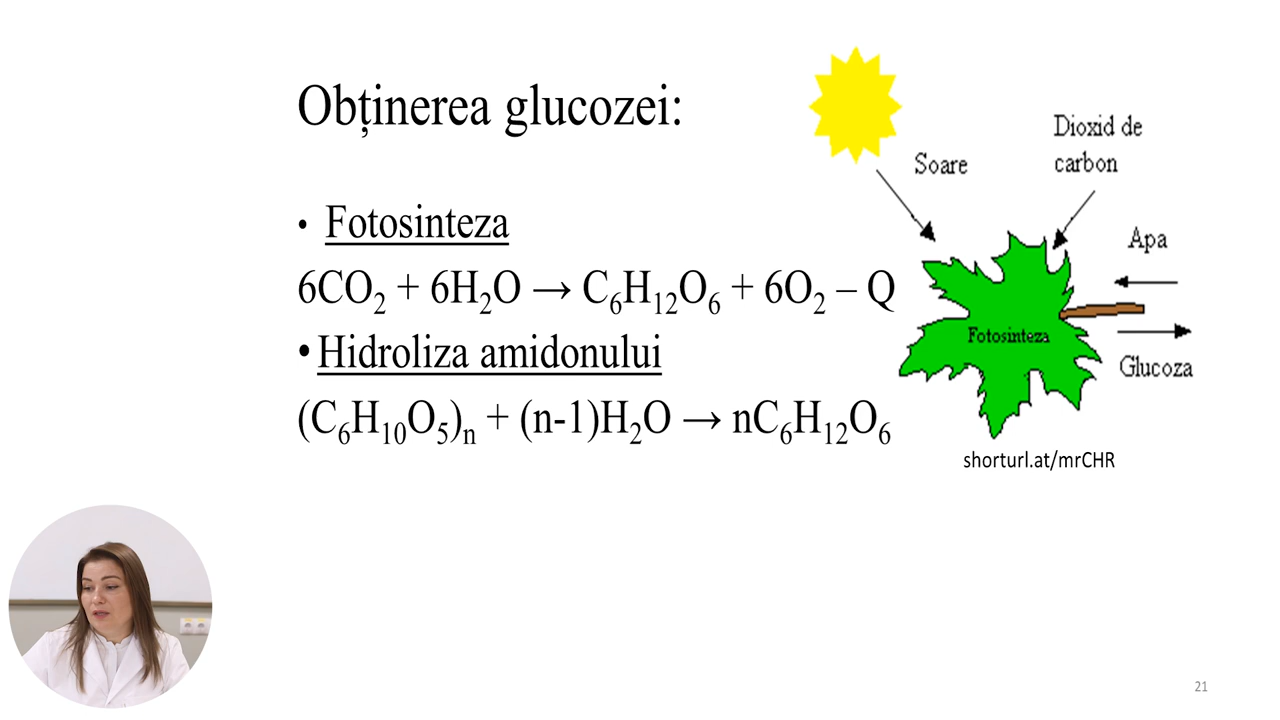 Obținerea glucozei:
• Fotosinteza
6CO₂ + 6H₂O → C₆H₁₂O₆ + 6O₂ – Q
• Hidroliza amidonului
(C₆H₁₀O₅)ₙ + (n-1)H₂O → nC₆H₁₂O₆
Soare
Dioxid de
carbon
Apa
Fotosinteza
Glucoza
shorturl.at/mrCHR
21